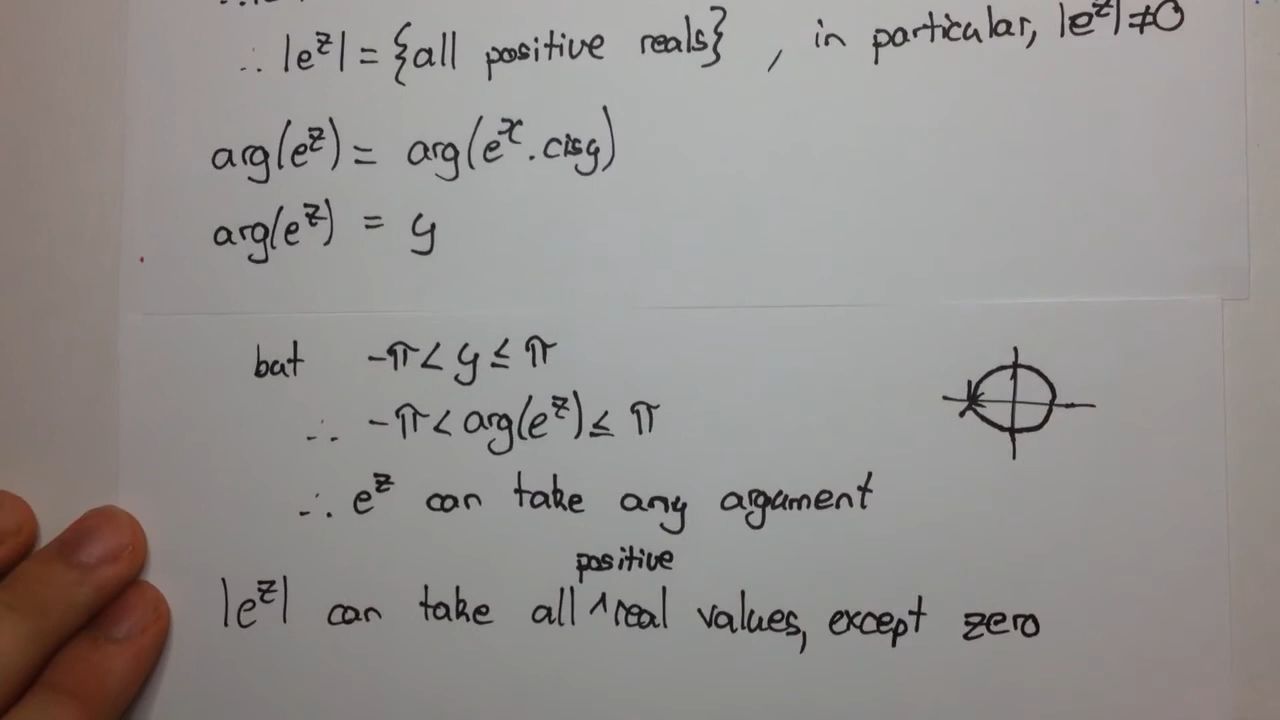 ∴ |e^z| = {all positive reals} , in particular, |e^z| ≠ 0
arg(e^z) = arg(e^x . cis y)
arg(e^z) = y
but -π < y ≤ π
∴ -π < arg(e^z) ≤ π
∴ e^z can take any argument
positive
|e^z| can take all ^ real values, except zero